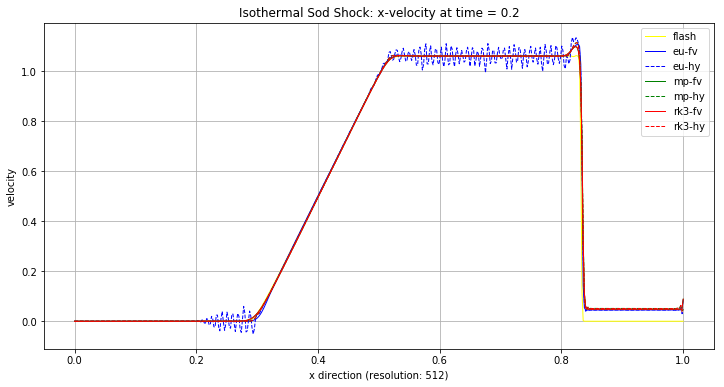 Isothermal Sod Shock: x-velocity at time = 0.2
flash
eu-fv
eu-hy
mp-fv
mp-hy
rk3-fv
rk3-hy
velocity
1.0
0.8
0.6
0.4
0.2
0.0
0.0 0.2 0.4 0.6 0.8 1.0
x direction (resolution: 512)